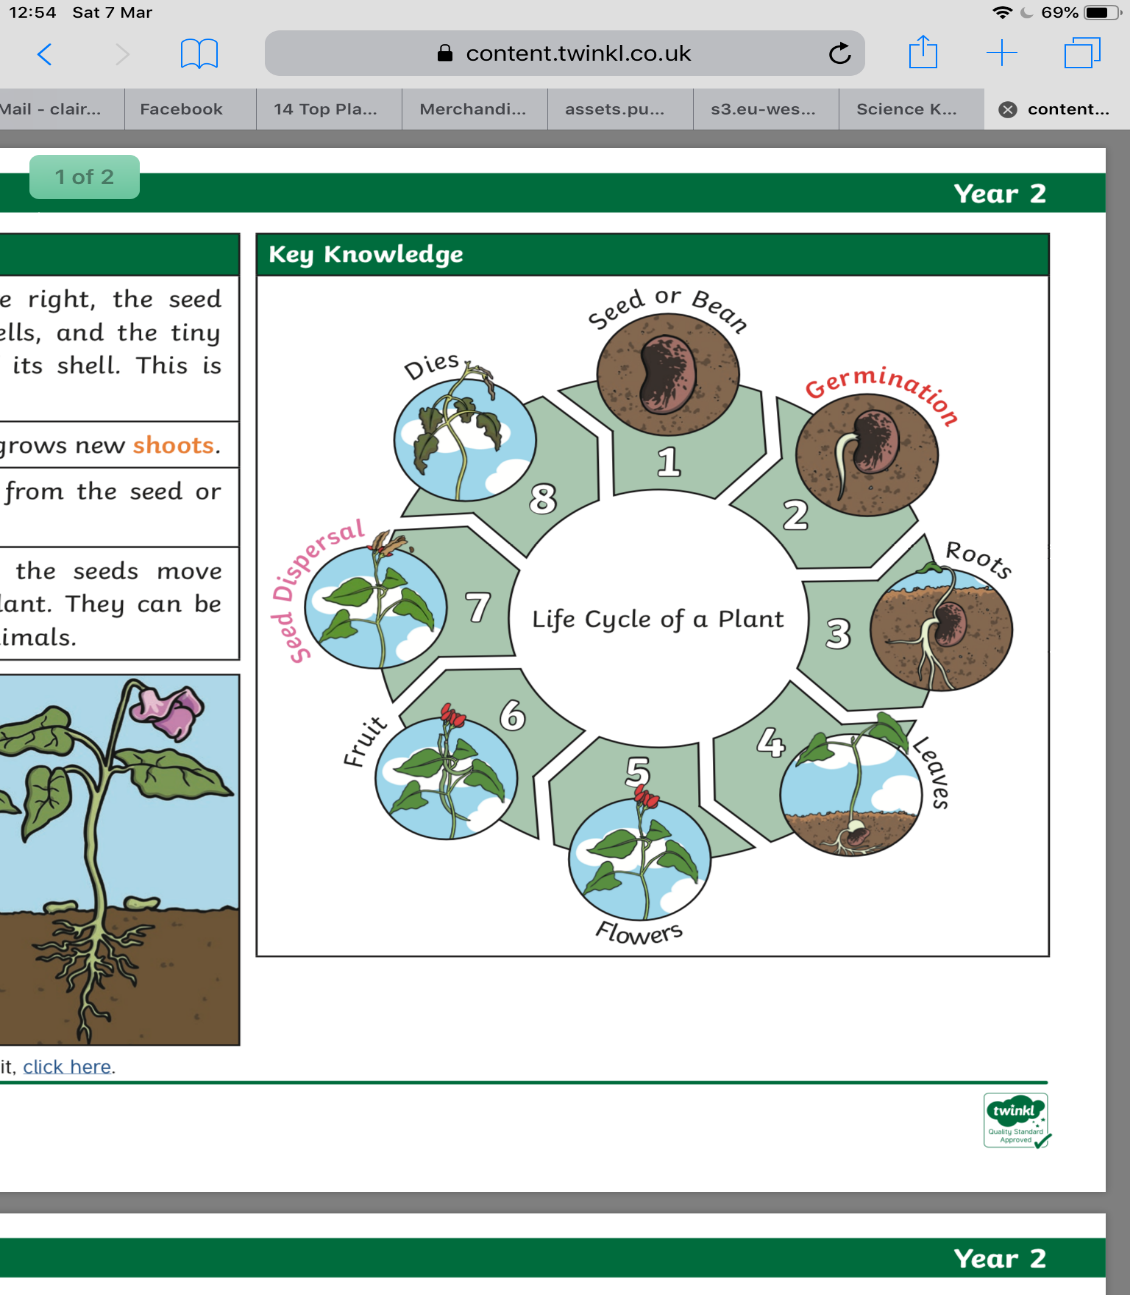 12:54 Sat 7 Mar
69%
content.twinkl.co.uk
Mail - clair...
Facebook
14 Top Pla...
Merchandi...
assets.pu...
s3.eu-wes...
Science K...
content...
1 of 2
Year 2
e right, the seed
ells, and the tiny
its shell. This is
grows new shoots.
from the seed or
the seeds move
lant. They can be
imals.
it, click here.
Key Knowledge
Seed or Bean
1
Germination
2
Roots
3
Leaves
4
Flowers
5
Fruit
6
Seed Dispersal
7
Dies
8
Life Cycle of a Plant
twinkl
Quality Standard
Approved
Year 2